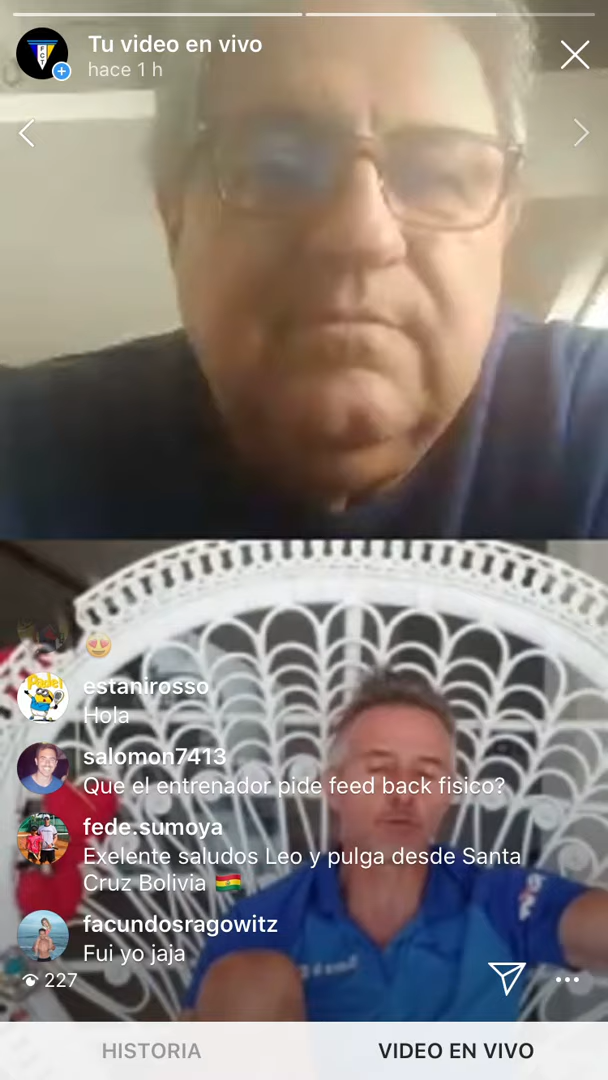 Tu video en vivo
hace 1 h
estanirosso
Hola
salomon7413
Que el entrenador pide feed back fisico?
fede.sumoya
Exelente saludos Leo y pulga desde Santa
Cruz Bolivia 🇧🇴
facundosragowitz
Fui yo jaja
227
HISTORIA
VIDEO EN VIVO